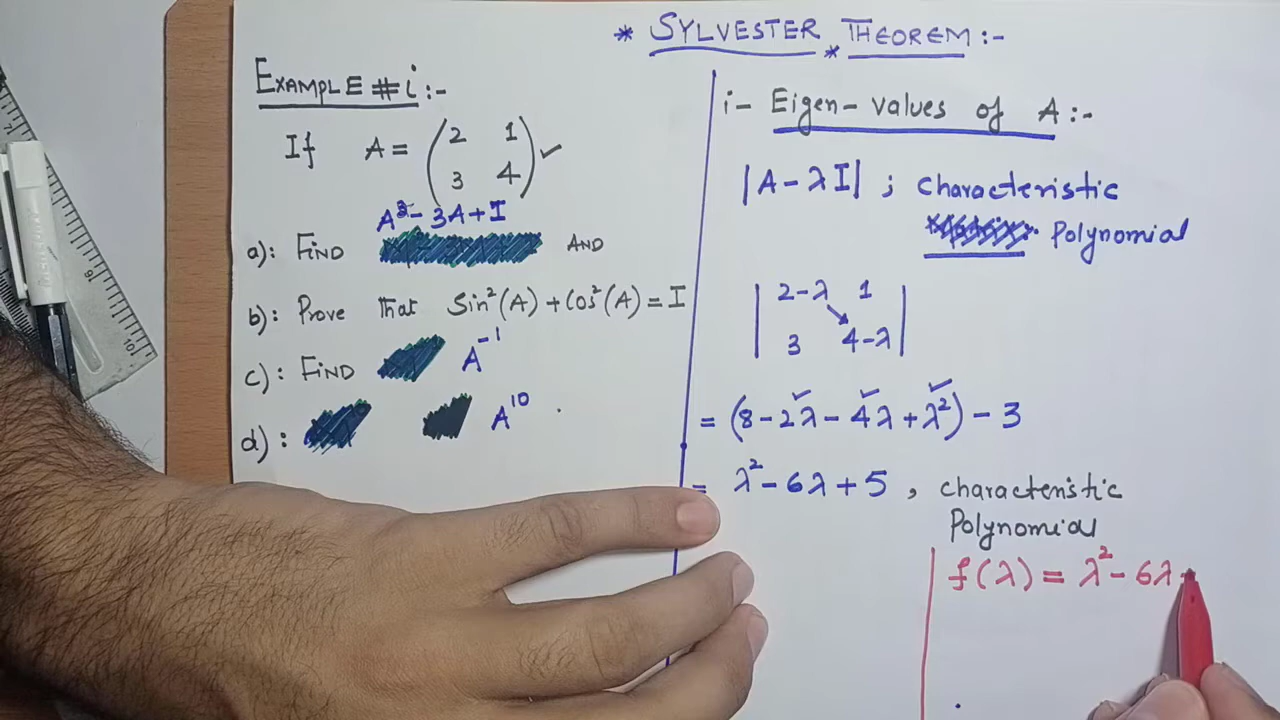 * SYLVESTER * THEOREM :-
EXAMPLE #i :-
If A = (2 1
3 4) ✓
A² - 3A + I
a): FIND AND
b): Prove that Sin²(A) + Cos²(A) = I
c): FIND A⁻¹
d): A¹⁰ .
i- Eigen-values of A :-
|A - λI| ; Characteristic
Polynomial
| 2-λ 1 |
| 3 4-λ |
= (8 - 2λ - 4λ + λ²) - 3
= λ² - 6λ + 5 , Characteristic
Polynomial
f(λ) = λ² - 6λ